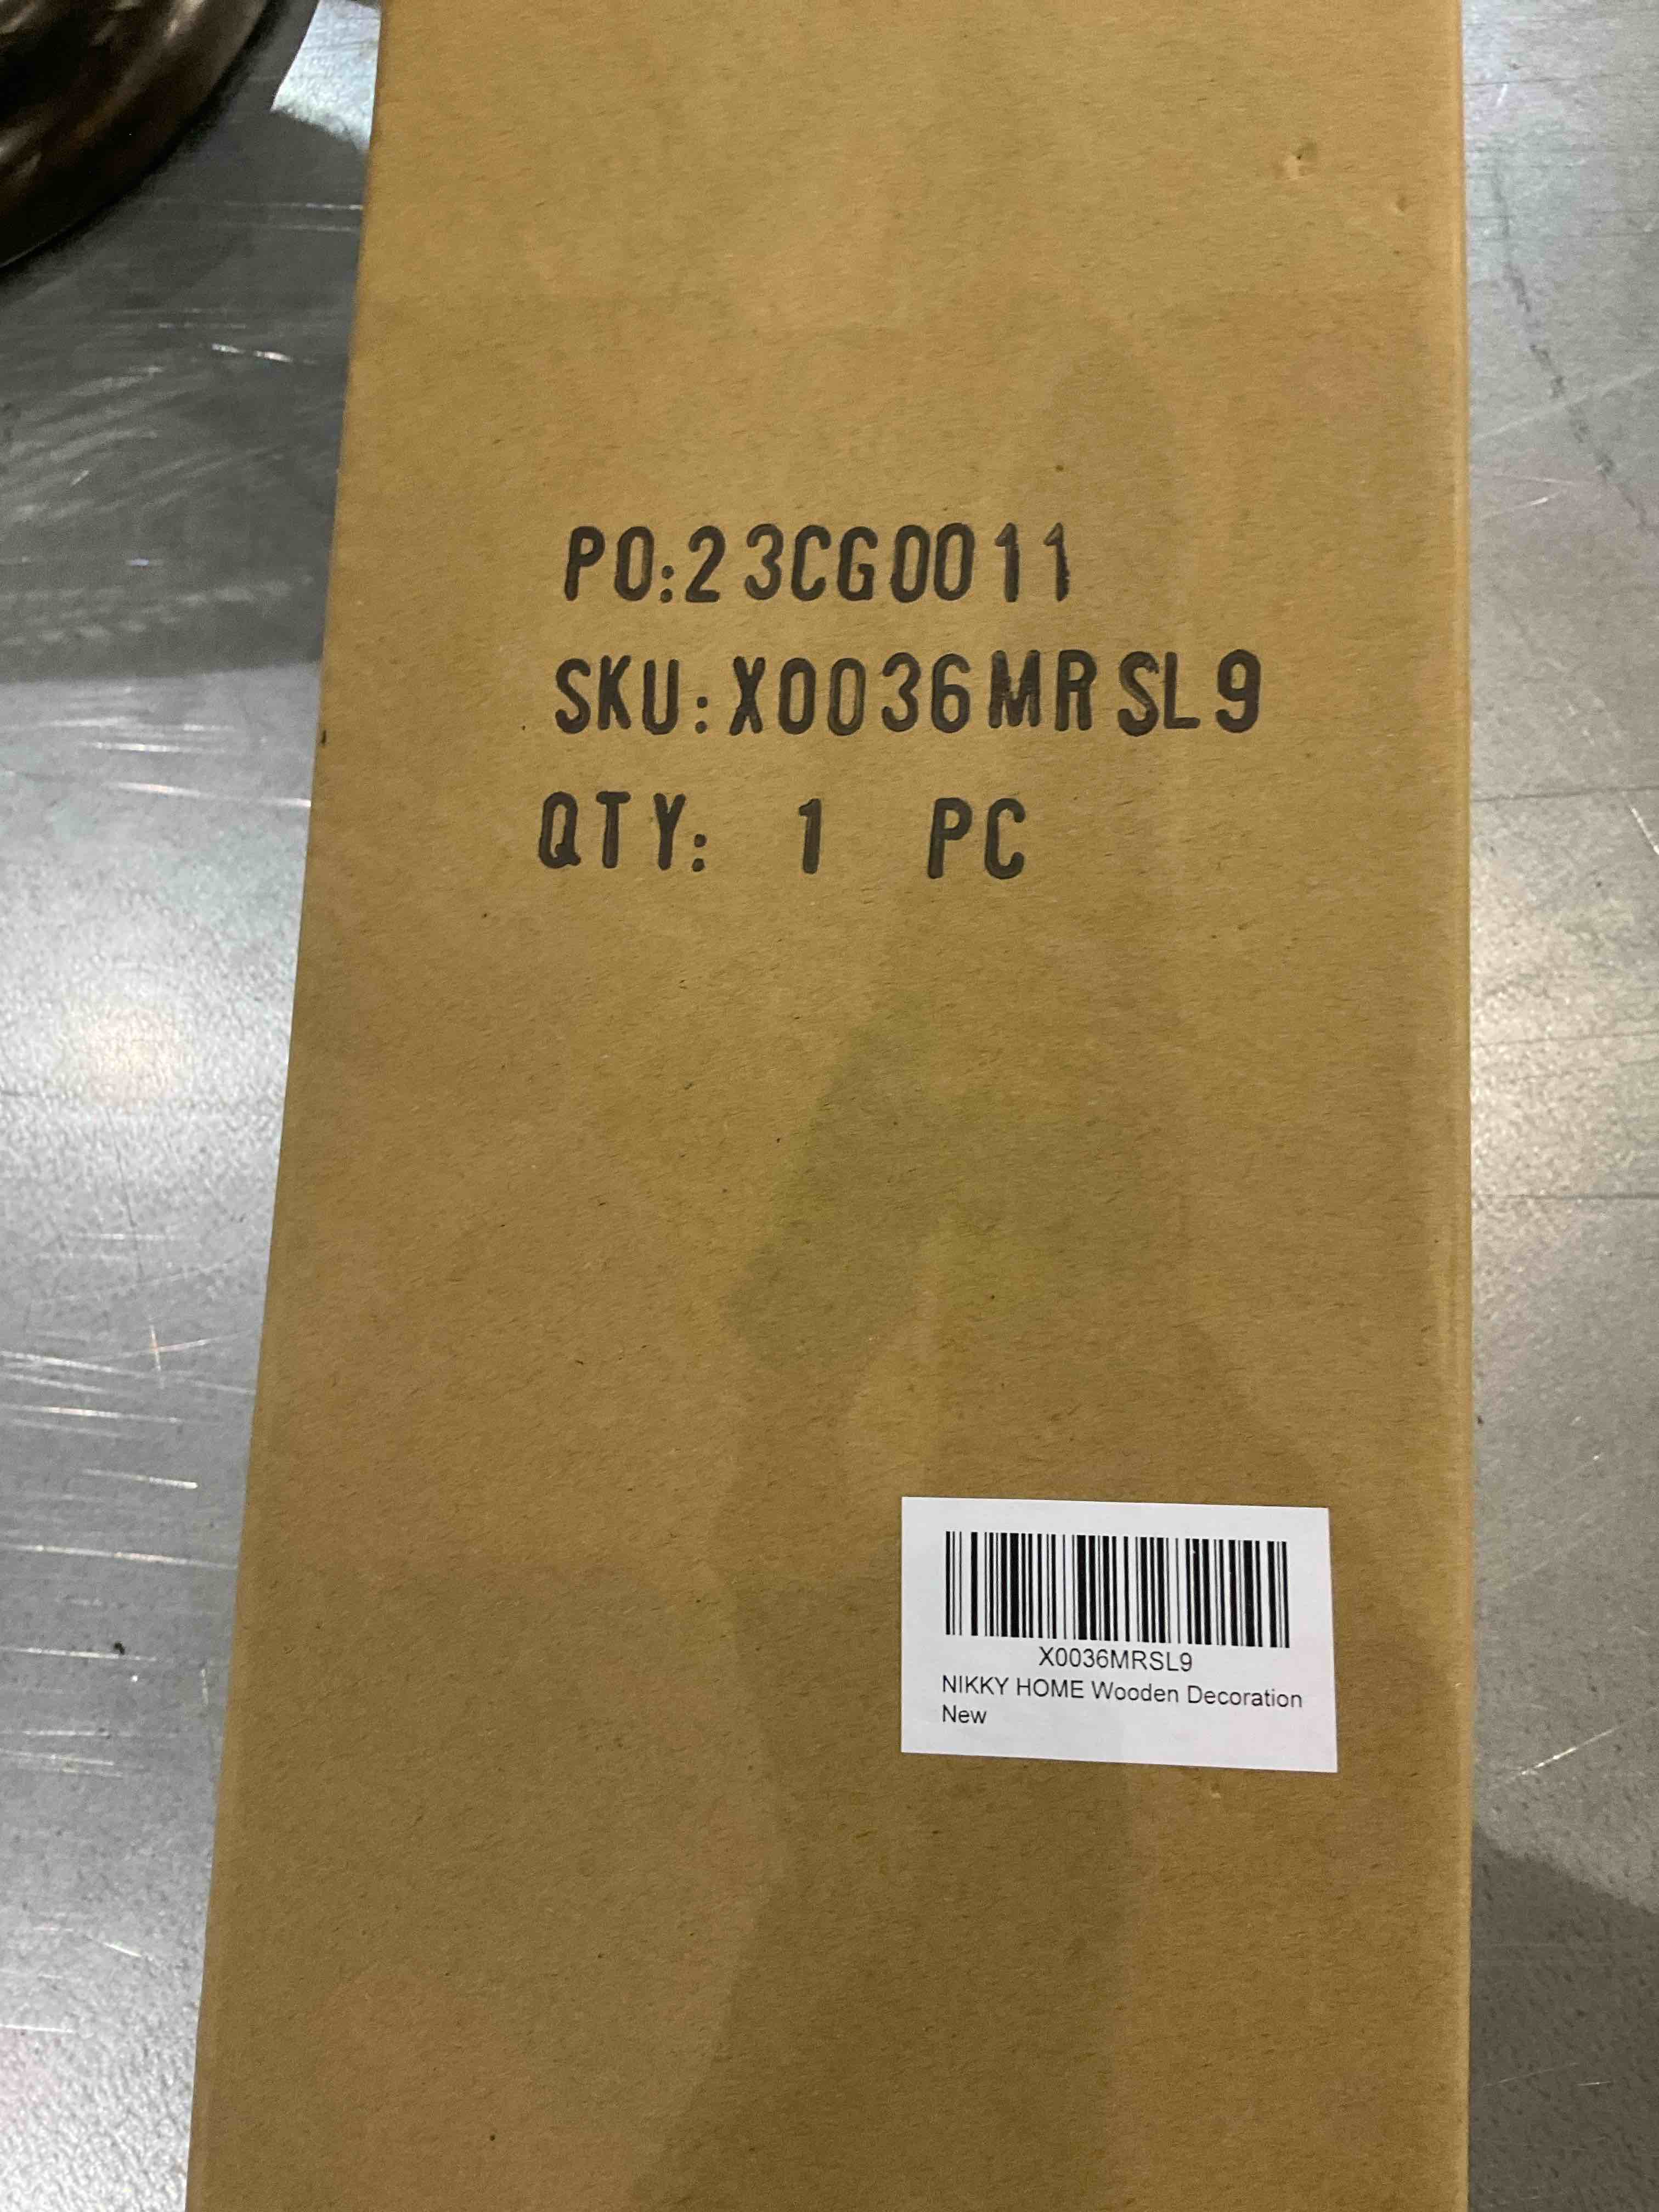 PO:23CG0011
SKU:X0036MRSL9
QTY: 1 PC
X0036MRSL9
NIKKY HOME Wooden Decoration
New